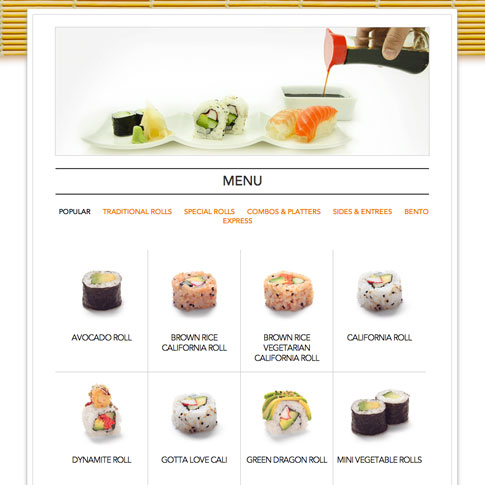 MENU
POPULAR TRADITIONAL ROLLS SPECIAL ROLLS COMBOS & PLATTERS SIDES & ENTREES BENTO
EXPRESS
AVOCADO ROLL
BROWN RICE
CALIFORNIA ROLL
BROWN RICE
VEGETARIAN
CALIFORNIA ROLL
CALIFORNIA ROLL
DYNAMITE ROLL
GOTTA LOVE CALI
GREEN DRAGON ROLL
MINI VEGETABLE ROLLS